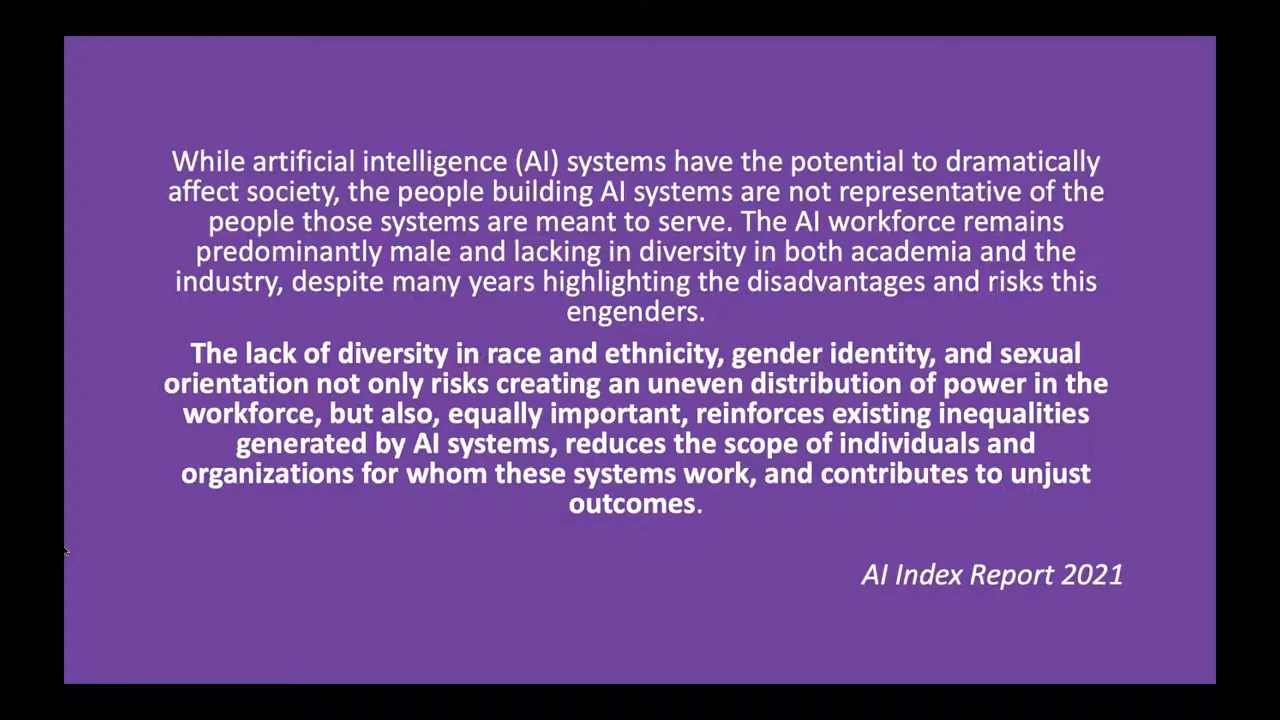 While artificial intelligence (AI) systems have the potential to dramatically
affect society, the people building AI systems are not representative of the
people those systems are meant to serve. The AI workforce remains
predominantly male and lacking in diversity in both academia and the
industry, despite many years highlighting the disadvantages and risks this
engenders.
The lack of diversity in race and ethnicity, gender identity, and sexual
orientation not only risks creating an uneven distribution of power in the
workforce, but also, equally important, reinforces existing inequalities
generated by AI systems, reduces the scope of individuals and
organizations for whom these systems work, and contributes to unjust
outcomes.
AI Index Report 2021